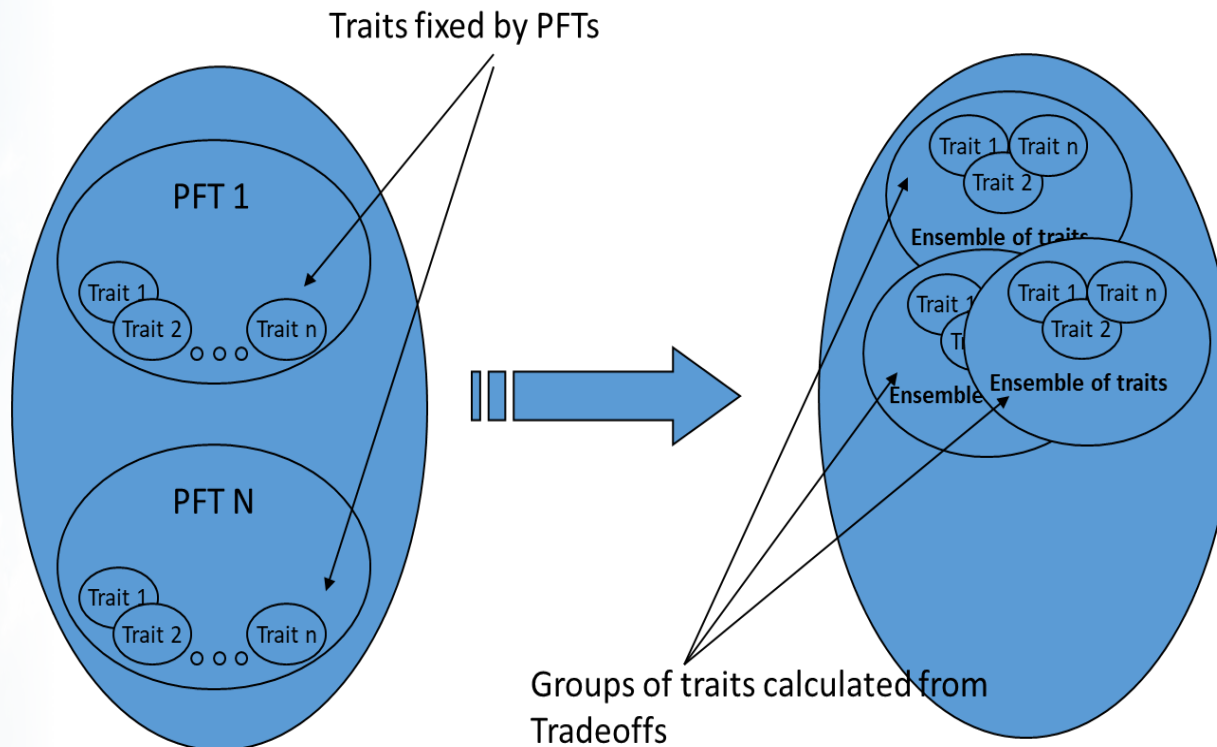 Traits fixed by PFTs
PFT 1
Trait 1
Trait 2
Trait n
PFT N
Trait 1
Trait 2
Trait n
Trait 1
Trait n
Trait 2
Ensemble of traits
Trait 1
Ensemble
Trait 1
Trait n
Trait 2
Ensemble of traits
Groups of traits calculated from
Tradeoffs